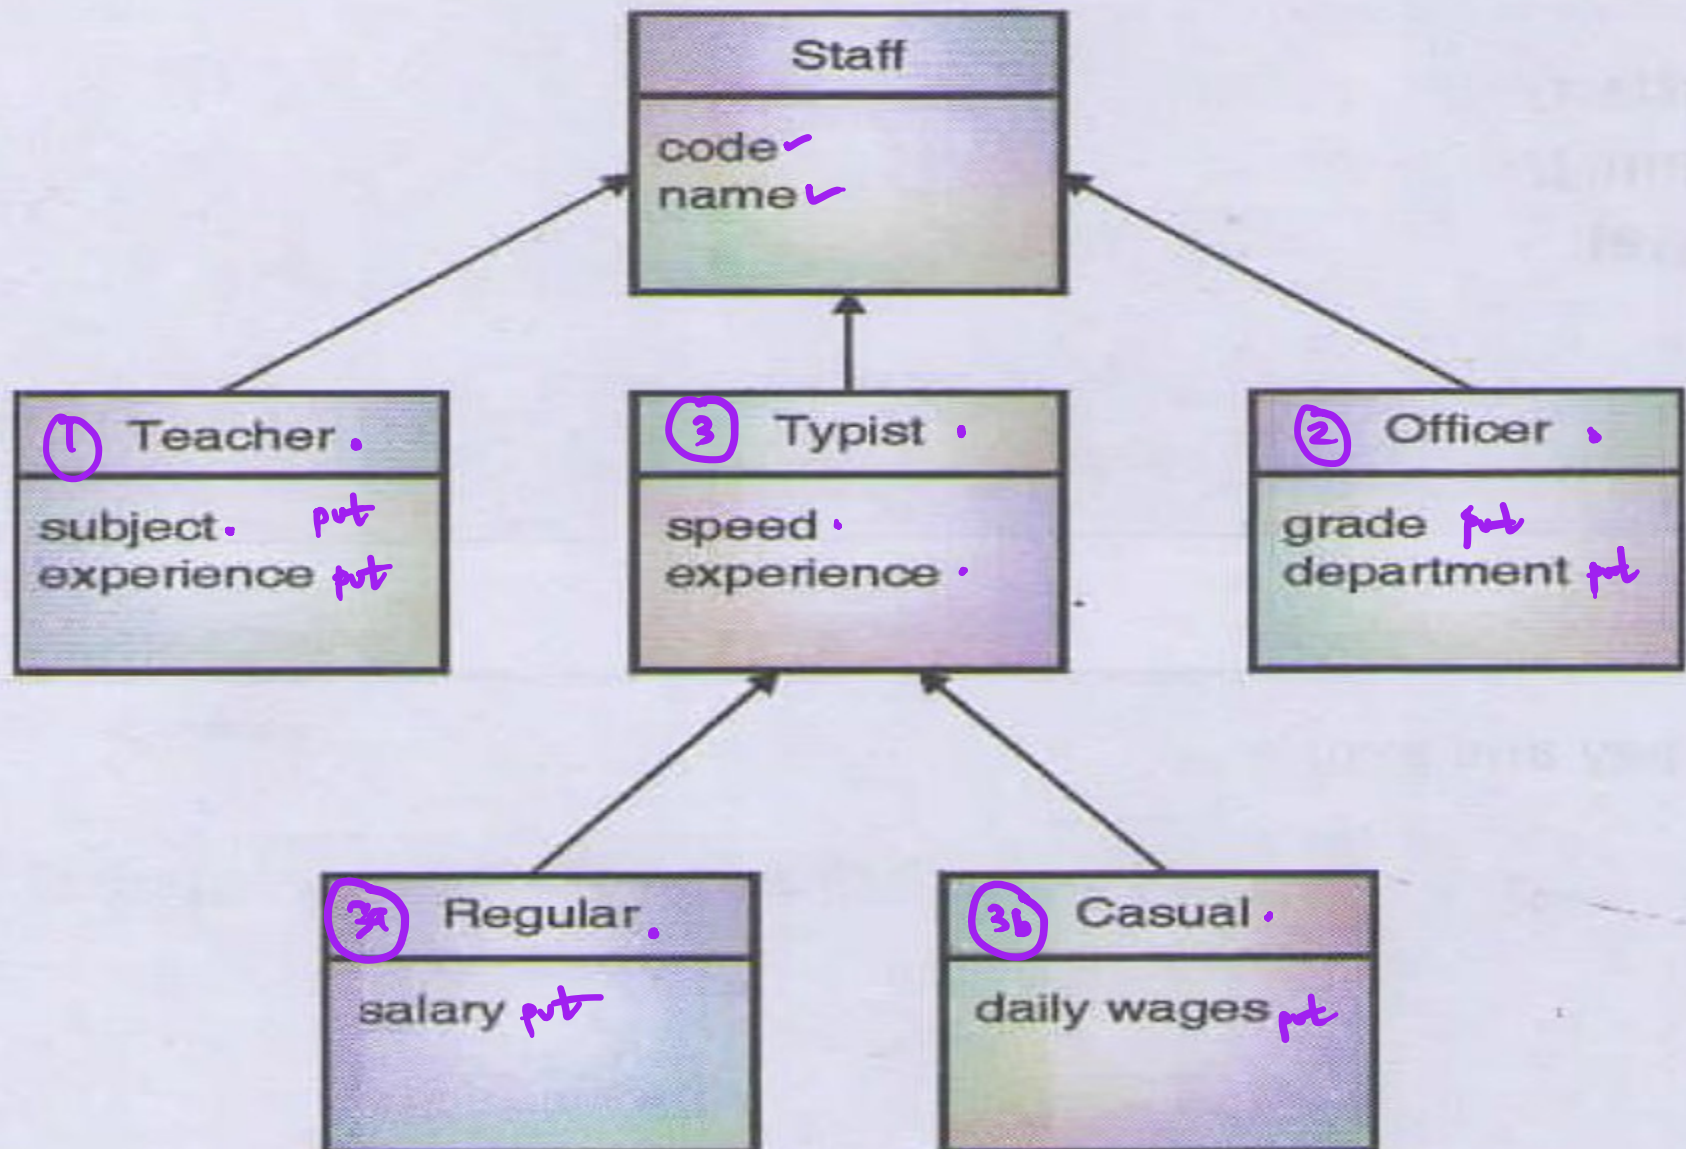 Staff
code
name
1 Teacher
subject put
experience put
3 Typist
speed
experience
2 Officer
grade put
department put
3a Regular
salary put
3b Casual
daily wages put